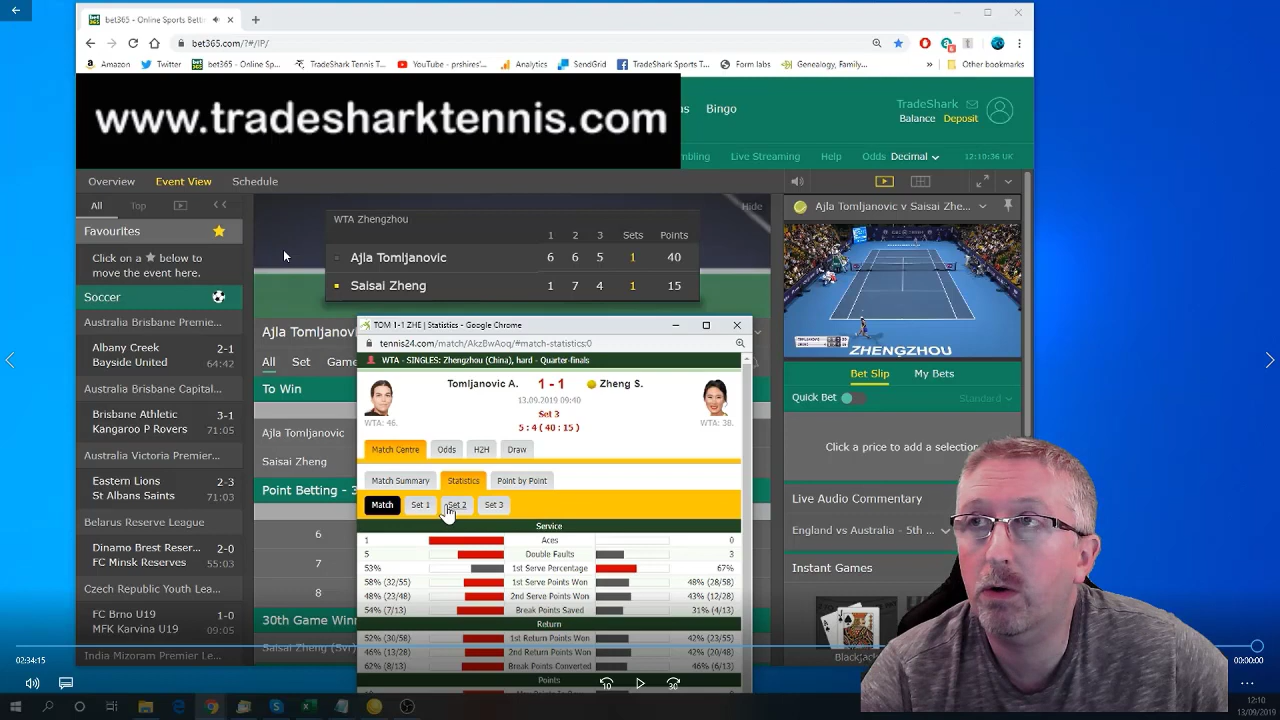 bet365 - Online Sports Bett
bet365.com/?#/IP/
Amazon
Twitter
bet365 - Online Sp...
TradeShark Tennis T...
YouTube - prshires'...
Analytics
SendGrid
TradeShark Sports T...
Form labs
Genealogy, Family...
»
Other bookmarks
www.tradesharktennis.com
Bingo
TradeShark
Balance Deposit
Live Streaming
Help
Odds Decimal
12:10:36 UK
Overview
Event View
Schedule
All
Top
Hide
Favourites
Click on a ★ below to
move the event here.
Soccer
Australia Brisbane Premie...
Albany Creek 2-1
Bayside United 64:42
Australia Brisbane Capital...
Brisbane Athletic 3-1
Kangaroo P Rovers 71:05
Australia Victoria Premier...
Eastern Lions 2-3
St Albans Saints 71:03
Belarus Reserve League
Dinamo Brest Reser... 2-0
FC Minsk Reserves 55:03
Czech Republic Youth Lea...
FC Brno U19 1-0
MFK Karvina U19 09:05
India Mizoram Premier Le...
WTA Zhengzhou
1 2 3 Sets Points
Ajla Tomljanovic 6 6 5 1 40
Saisai Zheng 1 7 4 1 15
Ajla Tomljanov
All Set Game
To Win
Ajla Tomljanovic
Saisai Zheng
Point Betting - 3
6
7
8
30th Game Winn
Saisai Zheng (Svr)
TOM 1-1 ZHE | Statistics - Google Chrome
tennis24.com/match/AkzBwAoq/#match-statistics;0
WTA - SINGLES: Zhengzhou (China), hard - Quarter-finals
Tomljanovic A. 1 - 1 Zheng S.
13.09.2019 09:40
Set 3
5 : 4 ( 40 : 15 )
WTA: 46.
WTA: 38.
Match Centre Odds H2H Draw
Match Summary Statistics Point by Point
Match Set 1 Set 2 Set 3
Service
1 Aces 0
5 Double Faults 3
53% 1st Serve Percentage 67%
58% (32/55) 1st Serve Points Won 48% (28/58)
48% (23/48) 2nd Serve Points Won 43% (12/28)
54% (7/13) Break Points Saved 31% (4/13)
Return
52% (30/58) 1st Return Points Won 42% (23/55)
46% (13/28) 2nd Return Points Won 42% (20/48)
62% (8/13) Break Points Converted 46% (6/13)
Points
Ajla Tomljanovic v Saisai Zhe...
ZHENGZHOU
Bet Slip
My Bets
Quick Bet
Standard
Click a price to add a selection
Live Audio Commentary
England vs Australia - 5th
Instant Games
Blackjack
02:34:15
00:00:00
10
30
12:10
13/09/2019